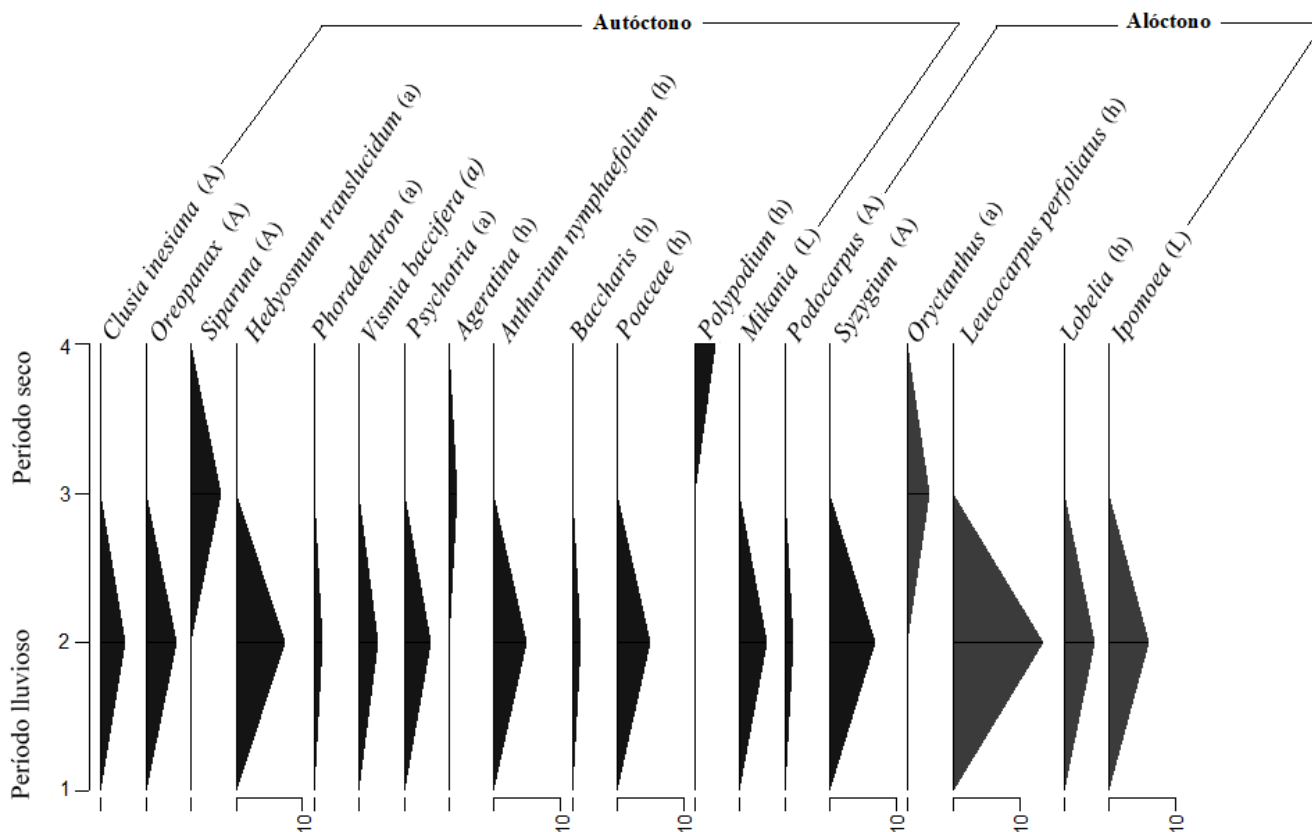 Autóctono
Alóctono
Clusia inesiana (A)
Oreopanax (A)
Siparuna (A)
Hedyosmum translucidum (a)
Phoradendron (a)
Vismia baccifera (a)
Psychotria (a)
Ageratina (h)
Anthurium nymphaefolium (h)
Baccharis (h)
Poaceae (h)
Polypodium (h)
Mikania (L)
Podocarpus (A)
Syzygium (A)
Oryctanthus (a)
Leucocarpus perfoliatus (h)
Lobelia (h)
Ipomoea (L)
Período seco
Período lluvioso
4
3
2
1
10
10
10
10
10
10